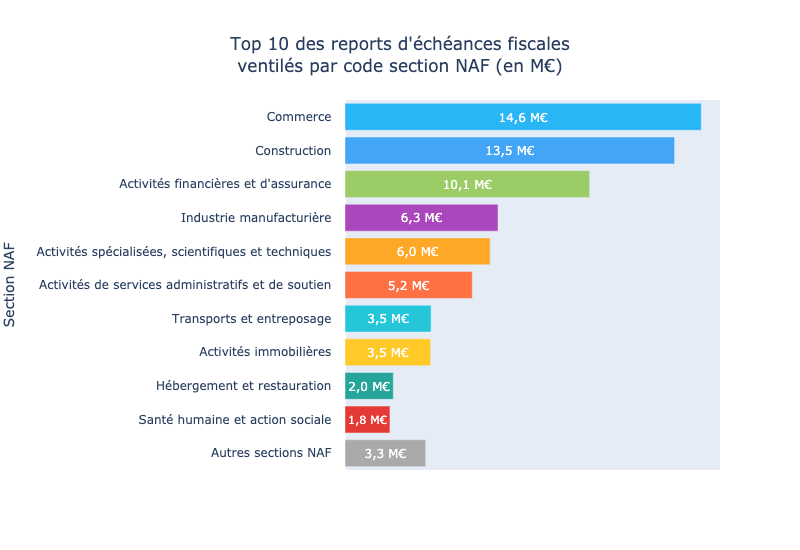 Top 10 des reports d'échéances fiscales
ventilés par code section NAF (en M€)
Section NAF
Commerce 14,6 M€
Construction 13,5 M€
Activités financières et d'assurance 10,1 M€
Industrie manufacturière 6,3 M€
Activités spécialisées, scientifiques et techniques 6,0 M€
Activités de services administratifs et de soutien 5,2 M€
Transports et entreposage 3,5 M€
Activités immobilières 3,5 M€
Hébergement et restauration 2,0 M€
Santé humaine et action sociale 1,8 M€
Autres sections NAF 3,3 M€